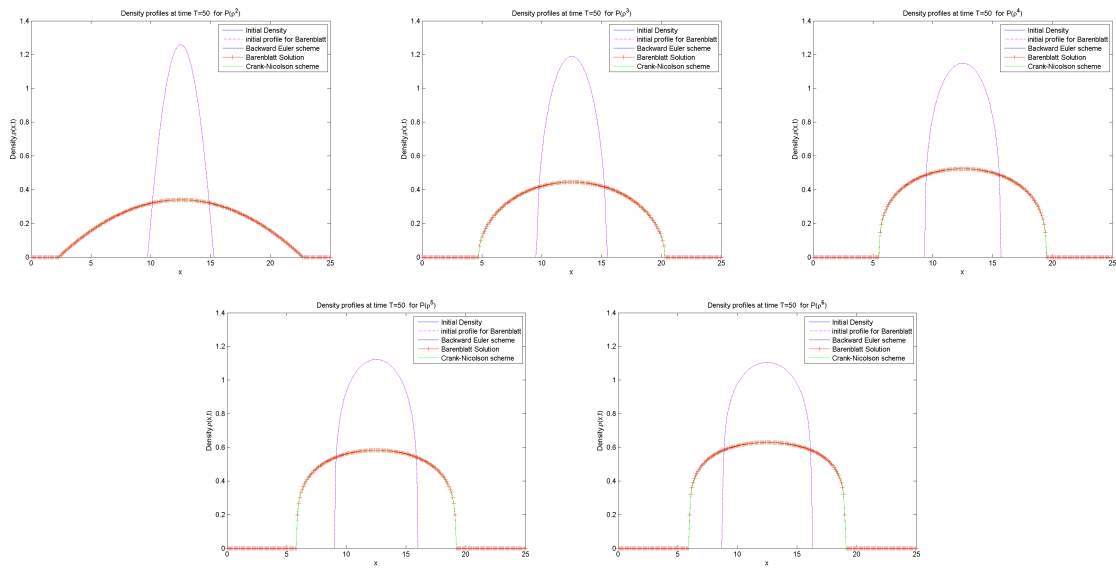 Density profiles at time T=50 for P(ρ²)
Density,ρ(x,t)
1.4
1.2
1
0.8
0.6
0.4
0.2
0
Initial Density
initial profile for Barenblatt
Backward Euler scheme
Barenblatt Solution
Crank-Nicolson scheme
0 5 10 15 20 25
x
Density profiles at time T=50 for P(ρ³)
Density,ρ(x,t)
1.4
1.2
1
0.8
0.6
0.4
0.2
0
Initial Density
initial profile for Barenblatt
Backward Euler scheme
Barenblatt Solution
Crank-Nicolson scheme
0 5 10 15 20 25
x
Density profiles at time T=50 for P(ρ⁴)
Density,ρ(x,t)
1.4
1.2
1
0.8
0.6
0.4
0.2
0
Initial Density
initial profile for Barenblatt
Backward Euler scheme
Barenblatt Solution
Crank-Nicolson scheme
0 5 10 15 20 25
x
Density profiles at time T=50 for P(ρ⁵)
Density,ρ(x,t)
1.4
1.2
1
0.8
0.6
0.4
0.2
0
Initial Density
initial profile for Barenblatt
Backward Euler scheme
Barenblatt Solution
Crank-Nicolson scheme
0 5 10 15 20 25
x
Density profiles at time T=50 for P(ρ⁶)
Density,ρ(x,t)
1.4
1.2
1
0.8
0.6
0.4
0.2
0
Initial Density
initial profile for Barenblatt
Backward Euler scheme
Barenblatt Solution
Crank-Nicolson scheme
0 5 10 15 20 25
x